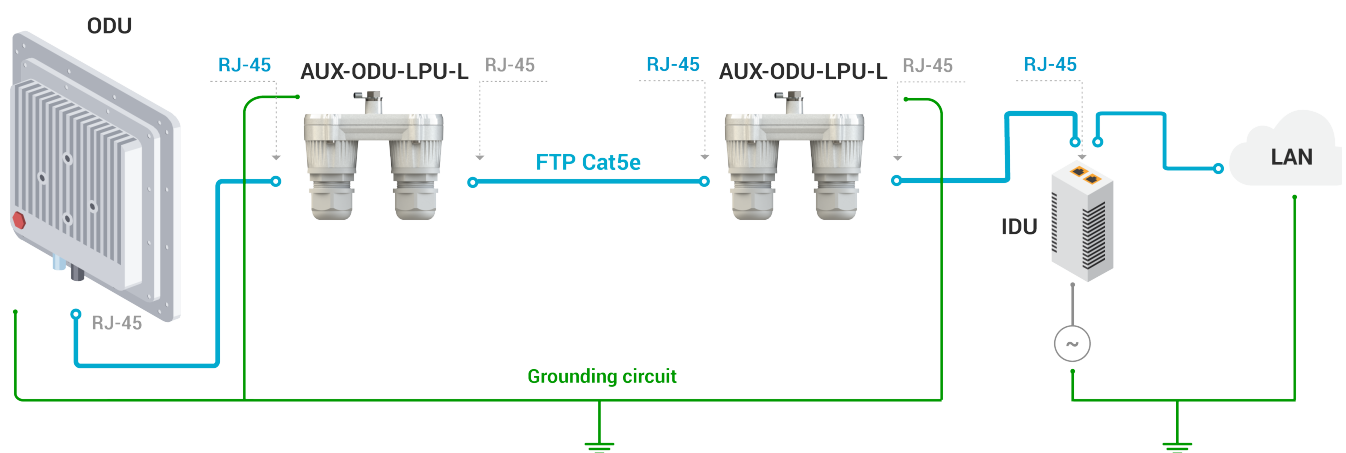 ODU
RJ-45
AUX-ODU-LPU-L
RJ-45
RJ-45
AUX-ODU-LPU-L
RJ-45
RJ-45
FTP Cat5e
LAN
IDU
RJ-45
~
Grounding circuit